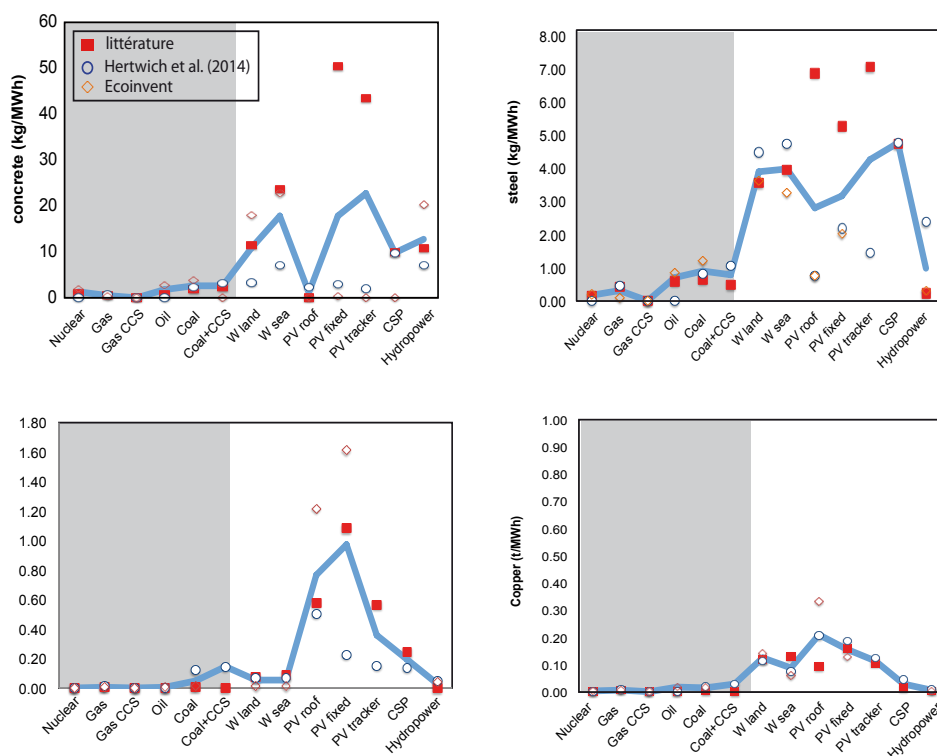 60
50
40
30
20
10
0
concrete (kg/MWh)
littérature
Hertwich et al. (2014)
Ecoinvent
Nuclear
Gas
Gas CCS
Oil
Coal
Coal+CCS
W land
W sea
PV roof
PV fixed
PV tracker
CSP
Hydropower
8.00
7.00
6.00
5.00
4.00
3.00
2.00
1.00
0.00
steel (kg/MWh)
Nuclear
Gas
Gas CCS
Oil
Coal
Coal+CCS
W land
W sea
PV roof
PV fixed
PV tracker
CSP
Hydropower
1.80
1.60
1.40
1.20
1.00
0.80
0.60
0.40
0.20
0.00
Nuclear
Gas
Gas CCS
Oil
Coal
Coal+CCS
W land
W sea
PV roof
PV fixed
PV tracker
CSP
Hydropower
1.00
0.90
0.80
0.70
0.60
0.50
0.40
0.30
0.20
0.10
0.00
Copper (t/MWh)
Nuclear
Gas
Gas CCS
Oil
Coal
Coal+CCS
W land
W sea
PV roof
PV fixed
PV tracker
CSP
Hydropower